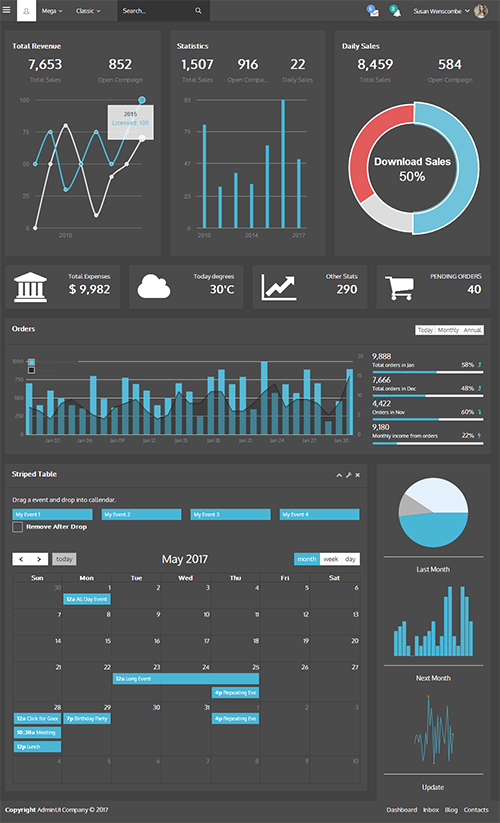 Mega Classic Search... 5 5 Susan Wenscombe
Total Revenue
7,653 852
Total Sales Open Compaign
100
75
50
25
0
2010
2015
Licensed: 100
Statistics
1,507 916 22
Total Sales Open Compa... Daily Sales
93
70
47
23
0
2010 2014 2017
Daily Sales
8,459 584
Total Sales Open Compaign
Download Sales
50%
Total Expenses
$ 9,982
Today degrees
30°C
Other Stats
290
PENDING ORDERS
40
Orders
Today Monthly Annual
1000
750
500
250
0
20
15
10
5
0
Jan 03 Jan 06 Jan 09 Jan 12 Jan 15 Jan 18 Jan 21 Jan 24 Jan 27 Jan 30
9,888
Total orders in Jan 58%
7,666
Total orders in Dec 48%
4,422
Orders in Nov 60%
9,180
Monthly income from orders 22%
Striped Table
Drag a event and drop into callendar.
My Event 1 My Event 2 My Event 3 My Event 4
Remove After Drop
today May 2017 month week day
Sun Mon Tue Wed Thu Fri Sat
30 1 2 3 4 5 6
12a All Day Event
7 8 9 10 11 12 13
14 15 16 17 18 19 20
21 22 23 24 25 26 27
12a Long Event
4p Repeating Eve
28 29 30 31 1 2 3
12a Click for Goo 7p Birthday Party 4p Repeating Eve
10:30a Meeting
12p Lunch
4 5 6 7 8 9 10
Last Month
Next Month
Update
Copyright AdminUI Company © 2017
Dashboard Inbox Blog Contacts